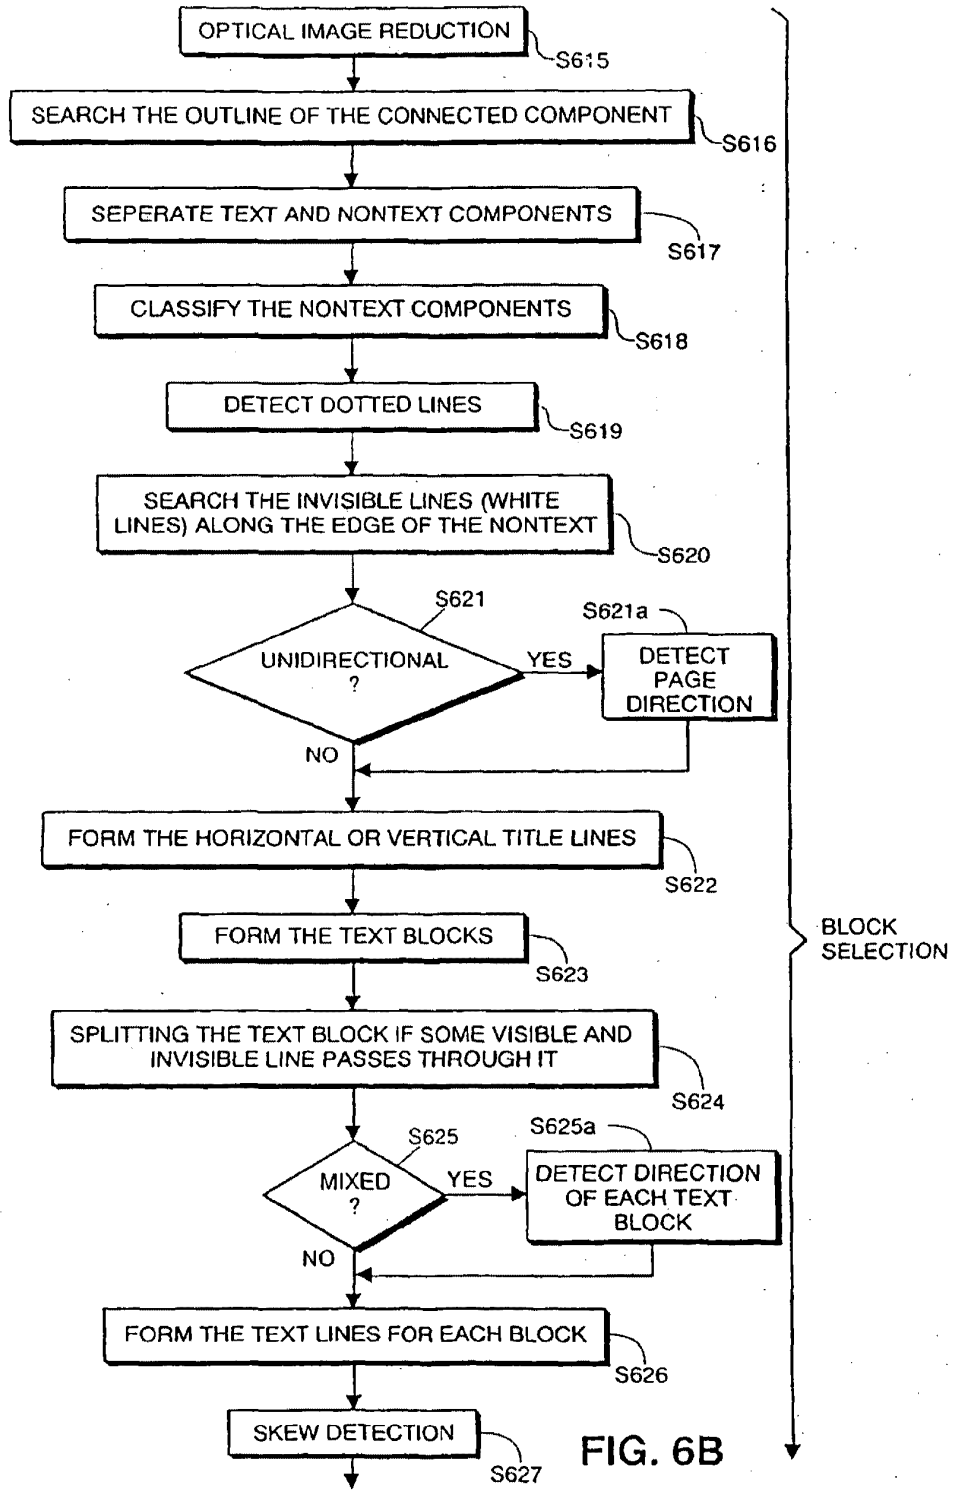 OPTICAL IMAGE REDUCTION
S615
SEARCH THE OUTLINE OF THE CONNECTED COMPONENT
S616
SEPERATE TEXT AND NONTEXT COMPONENTS
S617
CLASSIFY THE NONTEXT COMPONENTS
S618
DETECT DOTTED LINES
S619
SEARCH THE INVISIBLE LINES (WHITE
LINES) ALONG THE EDGE OF THE NONTEXT
S620
S621
UNIDIRECTIONAL
?
YES
S621a
DETECT
PAGE
DIRECTION
NO
FORM THE HORIZONTAL OR VERTICAL TITLE LINES
S622
FORM THE TEXT BLOCKS
S623
BLOCK
SELECTION
SPLITTING THE TEXT BLOCK IF SOME VISIBLE AND
INVISIBLE LINE PASSES THROUGH IT
S624
S625
MIXED
?
YES
S625a
DETECT DIRECTION
OF EACH TEXT
BLOCK
NO
FORM THE TEXT LINES FOR EACH BLOCK
S626
SKEW DETECTION
S627
FIG. 6B